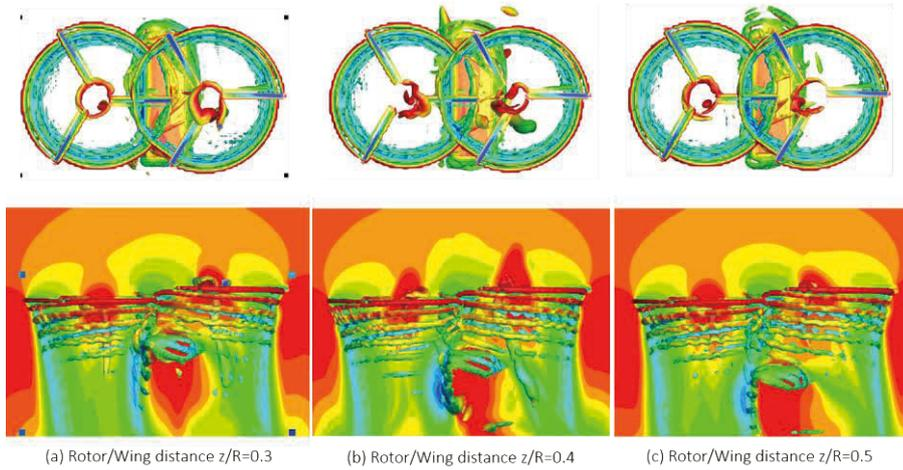 (a) Rotor/Wing distance z/R=0.3
(b) Rotor/Wing distance z/R=0.4
(c) Rotor/Wing distance z/R=0.5